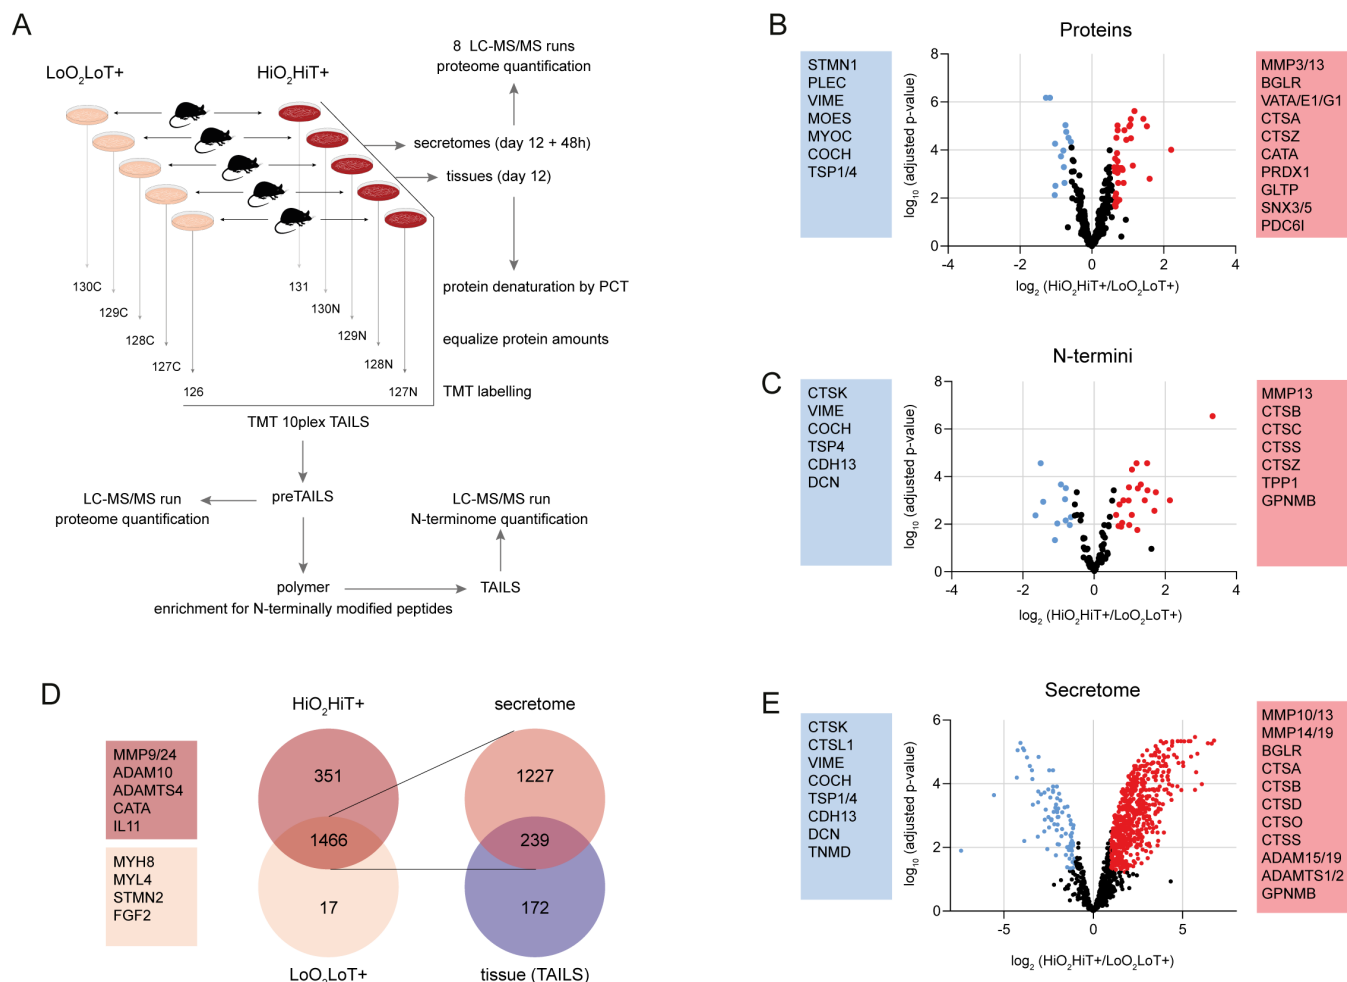 A
LoO2LoT+
HiO2HiT+
8 LC-MS/MS runs
proteome quantification
secretomes (day 12 + 48h)
tissues (day 12)
protein denaturation by PCT
equalize protein amounts
TMT labelling
130C
129C
128C
127C
126
131
130N
129N
128N
127N
TMT 10plex TAILS
preTAILS
LC-MS/MS run
proteome quantification
LC-MS/MS run
N-terminome quantification
polymer
enrichment for N-terminally modified peptides
TAILS
B
Proteins
STMN1
PLEC
VIME
MOES
MYOC
COCH
TSP1/4
log10 (adjusted p-value)
8
6
4
2
0
-4
-2
0
2
4
log2 (HiO2HiT+/LoO2LoT+)
MMP3/13
BGLR
VATA/E1/G1
CTSA
CTSZ
CATA
PRDX1
GLTP
SNX3/5
PDC6I
C
N-termini
CTSK
VIME
COCH
TSP4
CDH13
DCN
log10 (adjusted p-value)
8
6
4
2
0
-4
-2
0
2
4
log2 (HiO2HiT+/LoO2LoT+)
MMP13
CTSB
CTSC
CTSS
CTSZ
TPP1
GPNMB
D
HiO2HiT+
secretome
MMP9/24
ADAM10
ADAMTS4
CATA
IL11
MYH8
MYL4
STMN2
FGF2
351
1466
17
1227
239
172
LoO2LoT+
tissue (TAILS)
E
Secretome
CTSK
CTSL1
VIME
COCH
TSP1/4
CDH13
DCN
TNMD
log10 (adjusted p-value)
6
4
2
0
-5
0
5
log2 (HiO2HiT+/LoO2LoT+)
MMP10/13
MMP14/19
BGLR
CTSA
CTSB
CTSD
CTSO
CTSS
ADAM15/19
ADAMTS1/2
GPNMB